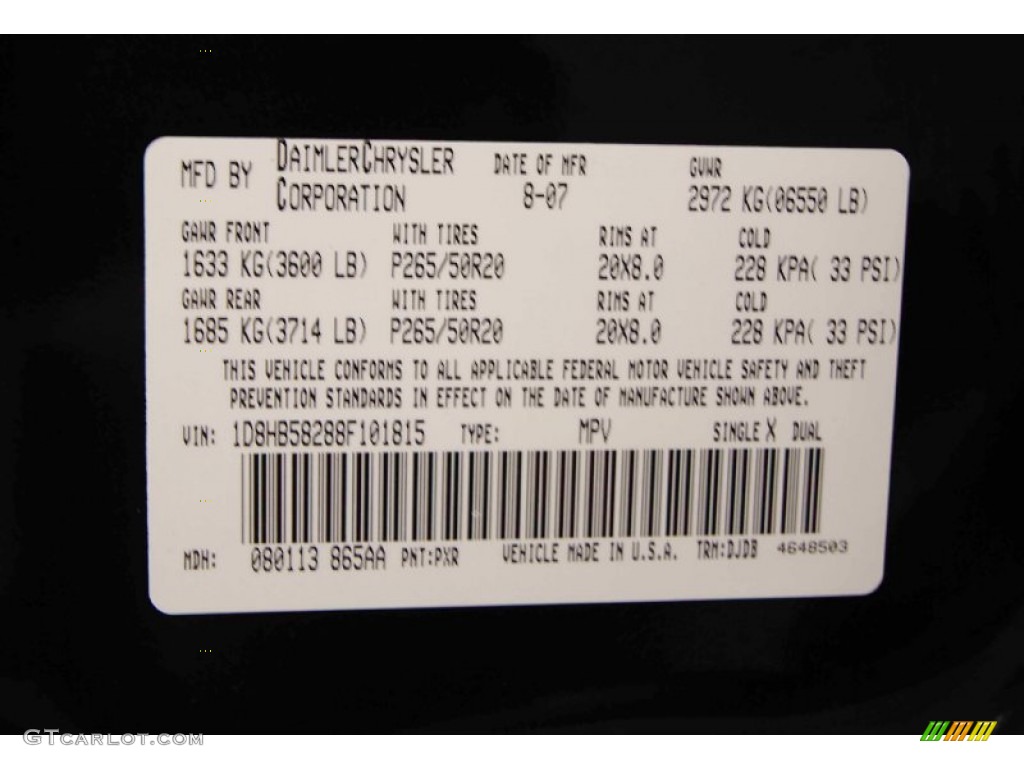 MFD BY DAIMLERCHRYSLER CORPORATION DATE OF MFR 8-07 GVWR 2972 KG(06550 LB)
GAWR FRONT WITH TIRES RIMS AT COLD
1633 KG(3600 LB) P265/50R20 20X8.0 228 KPA( 33 PSI)
GAWR REAR WITH TIRES RIMS AT COLD
1685 KG(3714 LB) P265/50R20 20X8.0 228 KPA( 33 PSI)
THIS VEHICLE CONFORMS TO ALL APPLICABLE FEDERAL MOTOR VEHICLE SAFETY AND THEFT
PREVENTION STANDARDS IN EFFECT ON THE DATE OF MANUFACTURE SHOWN ABOVE.
VIN: 1D8HB58288F101815 TYPE: MPV SINGLE X DUAL
MDH: 080113 865AA PNT:PXR VEHICLE MADE IN U.S.A. TRM:DJDB 4648503
GTCARLOT.COM